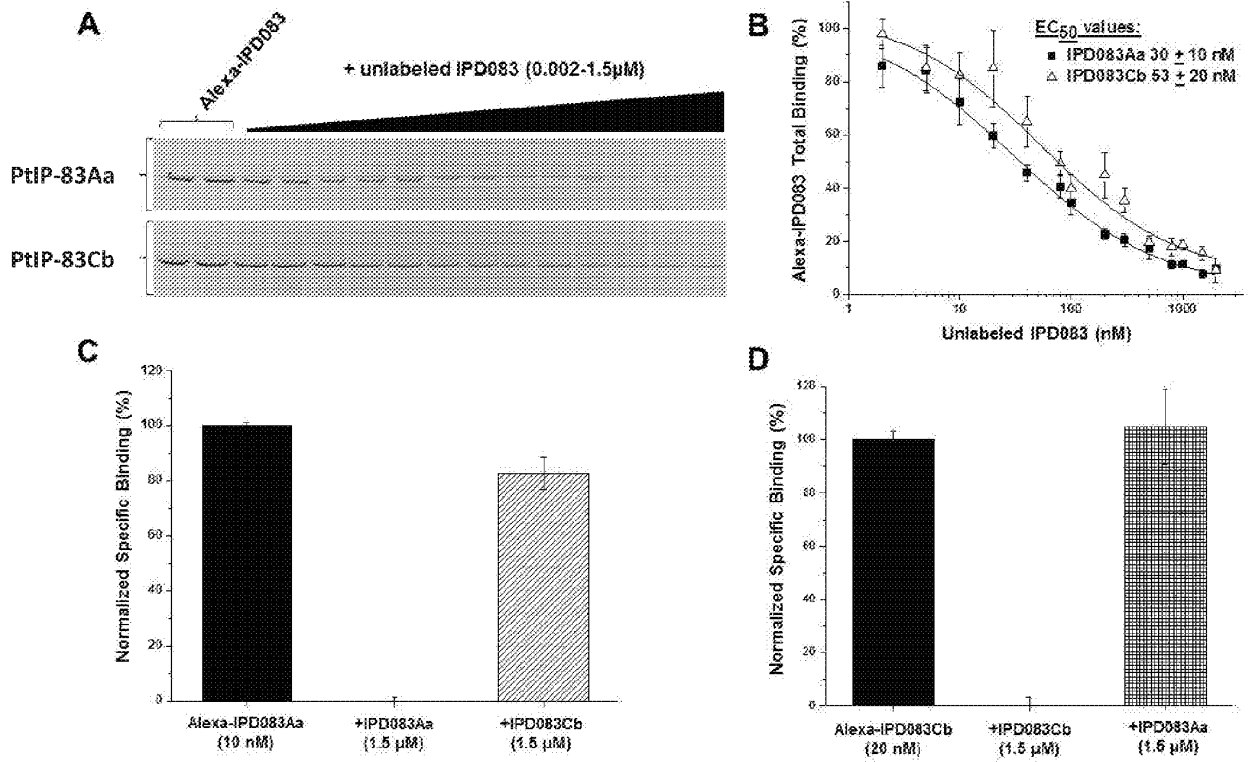 A
Alexa-IPD083
+ unlabeled IPD083 (0.002-1.5μM)
PtIP-83Aa
PtIP-83Cb
B
Alexa-IPD083 Total Binding (%)
100
80
60
40
20
0
EC50 values:
IPD083Aa 30 ± 10 nM
IPD083Cb 53 ± 20 nM
1
10
100
1000
Unlabeled IPD083 (nM)
C
Normalized Specific Binding (%)
120
100
80
60
40
20
0
Alexa-IPD083Aa
(10 nM)
+IPD083Aa
(1.5 μM)
+IPD083Cb
(1.5 μM)
D
Normalized Specific Binding (%)
120
100
80
60
40
20
0
Alexa-IPD083Cb
(20 nM)
+IPD083Cb
(1.5 μM)
+IPD083Aa
(1.5 μM)